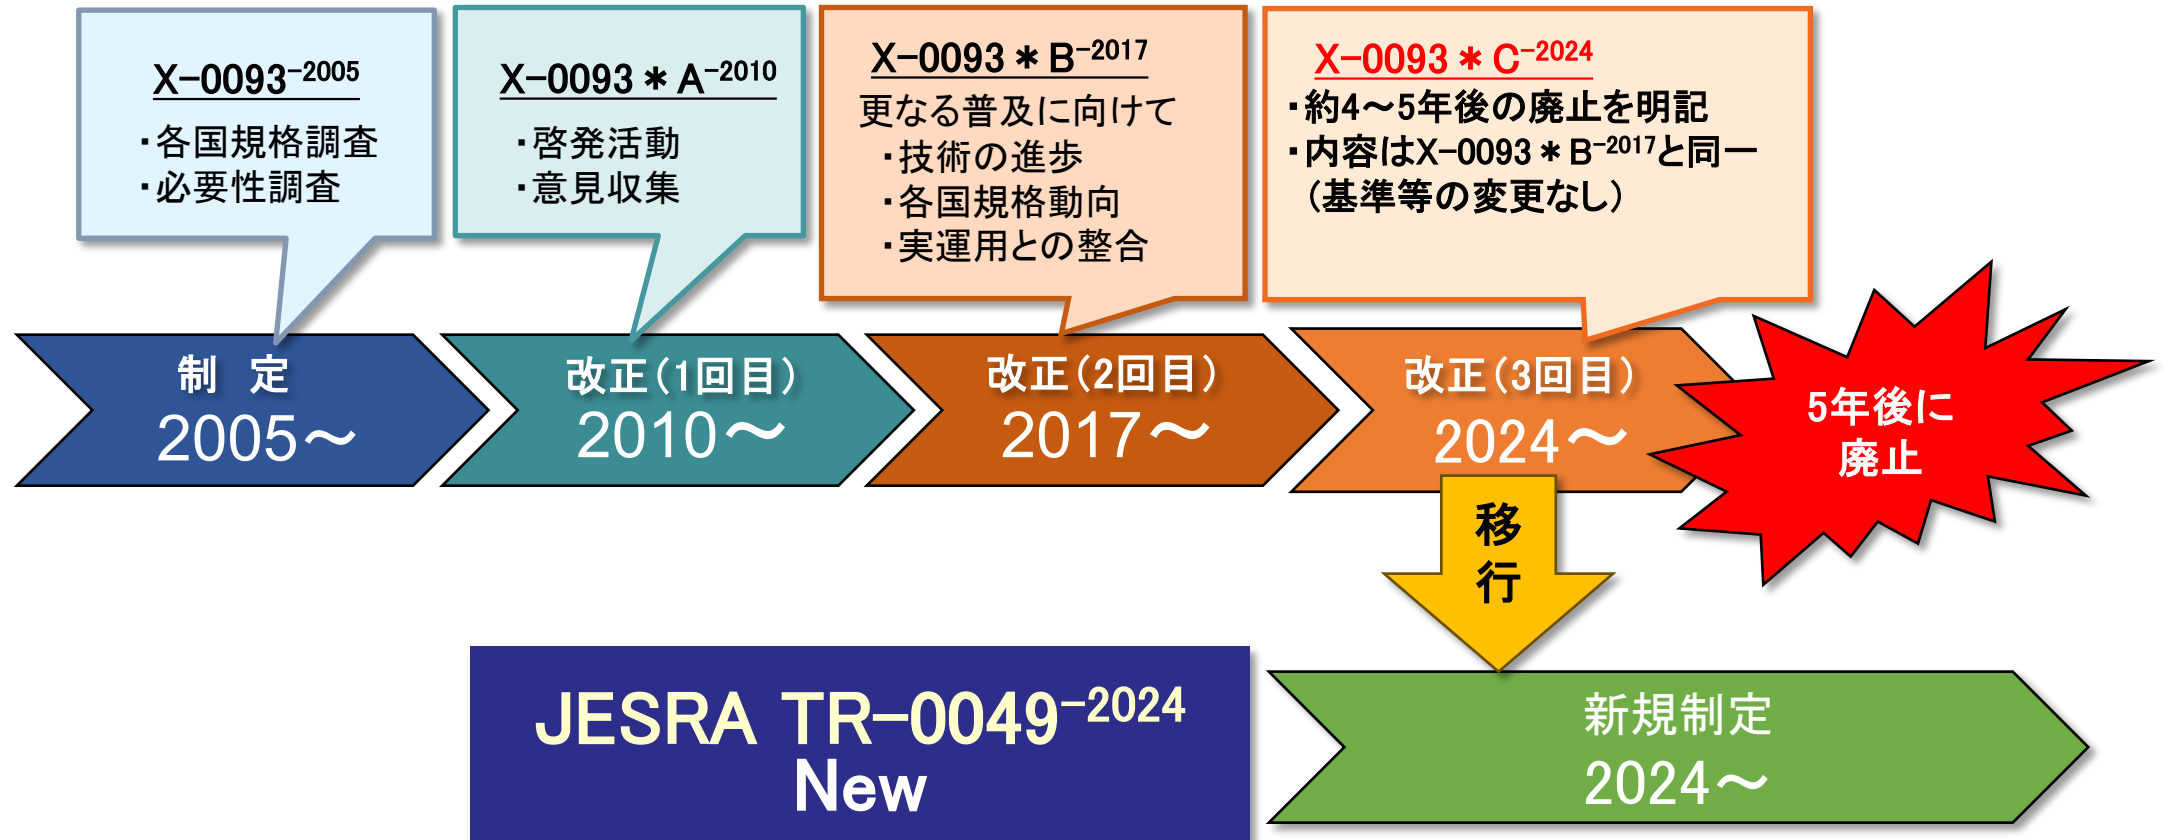 X-0093-2005
・各国規格調査
・必要性調査
X-0093＊A-2010
・啓発活動
・意見収集
X-0093＊B-2017
更なる普及に向けて
・技術の進歩
・各国規格動向
・実運用との整合
X-0093＊C-2024
・約4～5年後の廃止を明記
・内容はX-0093＊B-2017と同一
（基準等の変更なし）
制　定
2005～
改正（1回目）
2010～
改正（2回目）
2017～
改正（3回目）
2024～
5年後に
廃止
移
行
JESRA TR-0049-2024
New
新規制定
2024～